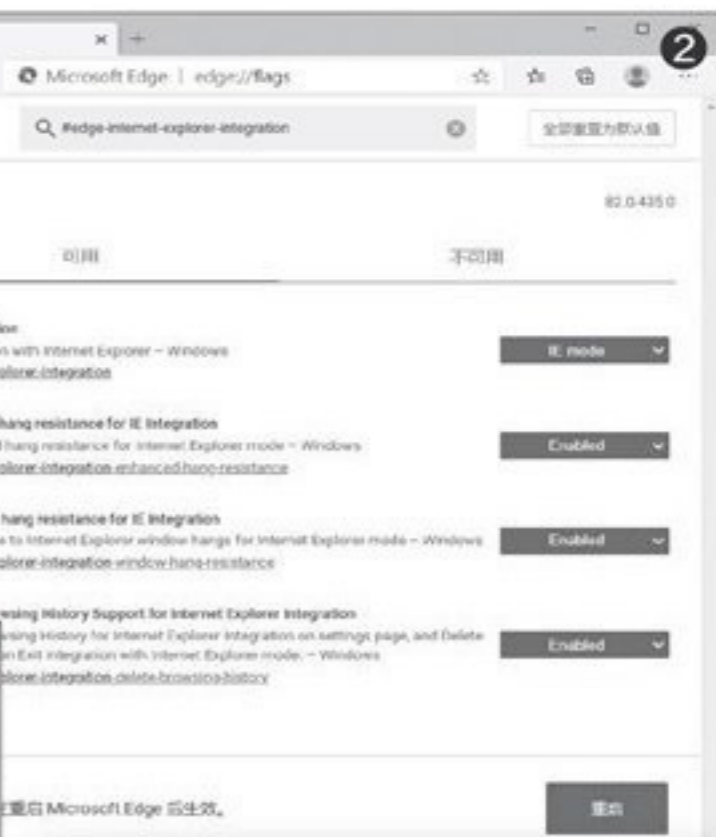 2
Microsoft Edge | edge://flags
#edge-internet-explorer-integration
全部重置为默认值
82.0.435.0
可用
不可用
n with Internet Explorer – Windows
IE mode
plorer-integration
hang resistance for IE Integration
hang resistance for Internet Explorer mode – Windows
Enabled
plorer-integration-enhanced-hang-resistance
hang resistance for IE Integration
to Internet Explorer window hangs for Internet Explorer mode – Windows
Enabled
plorer-integration-window-hang-resistance
wsing History Support for Internet Explorer Integration
wsing History for Internet Explorer Integration on settings page, and Delete
Enabled
on Exit integration with Internet Explorer mode. – Windows
plorer-integration-delete-browsing-history
重启 Microsoft Edge 后生效。
重启